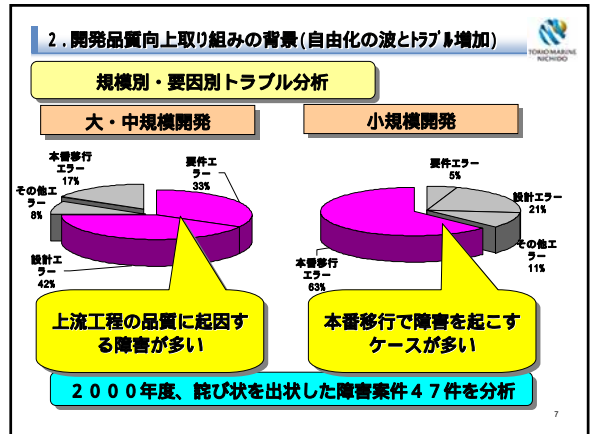 ２．開発品質向上取り組みの背景(自由化の波とﾄﾗﾌﾞﾙ増加)
TOKIO MARINE
NICHIDO
規模別・要因別トラブル分析
大・中規模開発
小規模開発
本番移行
エラー
17%
要件エ
ラー
33%
その他エ
ラー
8%
設計エ
ラー
42%
要件エラー
5%
設計エラー
21%
その他エ
ラー
11%
本番移行
エラー
63%
上流工程の品質に起因す
る障害が多い
本番移行で障害を起こす
ケースが多い
２０００年度、詫び状を出状した障害案件４７件を分析
7